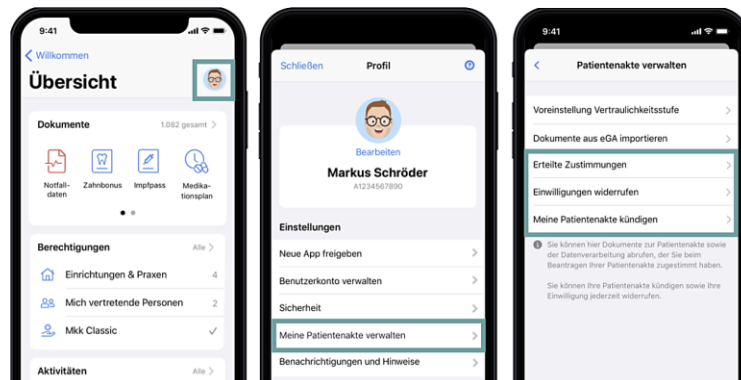 9:41
Willkommen
Übersicht
Dokumente 1.082 gesamt
Notfall-
daten
Zahnbonus
Impfpass
Medika-
tionsplan
Berechtigungen Alle
Einrichtungen & Praxen 4
Mich vertretende Personen 2
Mkk Classic
Aktivitäten Alle
Schließen Profil
Bearbeiten
Markus Schröder
A1234567890
Einstellungen
Neue App freigeben
Benutzerkonto verwalten
Sicherheit
Meine Patientenakte verwalten
Benachrichtigungen und Hinweise
9:41
Patientenakte verwalten
Voreinstellung Vertraulichkeitsstufe
Dokumente aus eGA importieren
Erteilte Zustimmungen
Einwilligungen widerrufen
Meine Patientenakte kündigen
Sie können hier Dokumente zur Patientenakte sowie
der Datenverarbeitung abrufen, der Sie beim
Beantragen Ihrer Patientenakte zugestimmt haben.
Sie können Ihre Patientenakte kündigen sowie Ihre
Einwilligung jederzeit widerrufen.